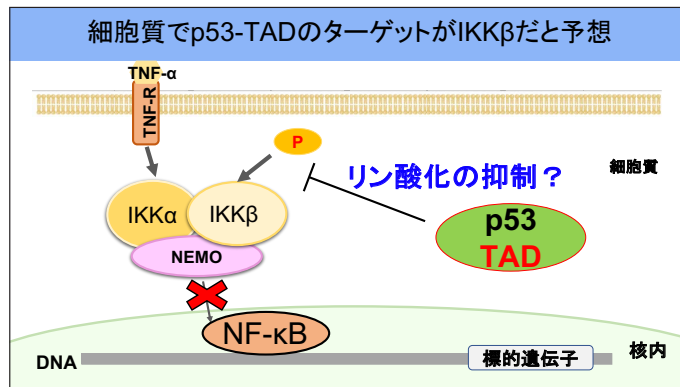 細胞質でp53-TADのターゲットがIKKβだと予想
TNF-α
TNF-R
P
リン酸化の抑制？
細胞質
IKKα
IKKβ
p53
TAD
NEMO
NF-κB
DNA
標的遺伝子
核内